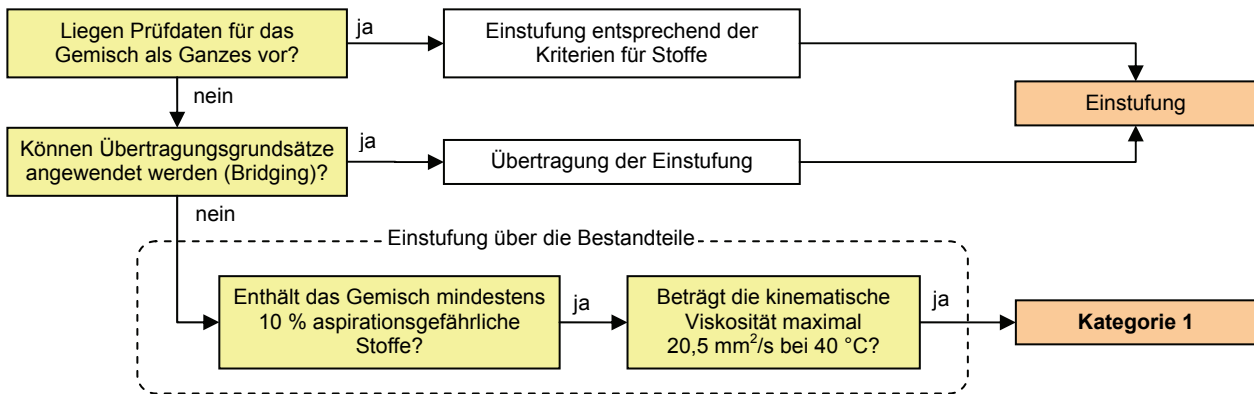 Liegen Prüfdaten für das
Gemisch als Ganzes vor?
ja
Einstufung entsprechend der
Kriterien für Stoffe
Einstufung
nein
Können Übertragungsgrundsätze
angewendet werden (Bridging)?
ja
Übertragung der Einstufung
nein
Einstufung über die Bestandteile
Enthält das Gemisch mindestens
10 % aspirationsgefährliche
Stoffe?
ja
Beträgt die kinematische
Viskosität maximal
20,5 mm²/s bei 40 °C?
ja
Kategorie 1